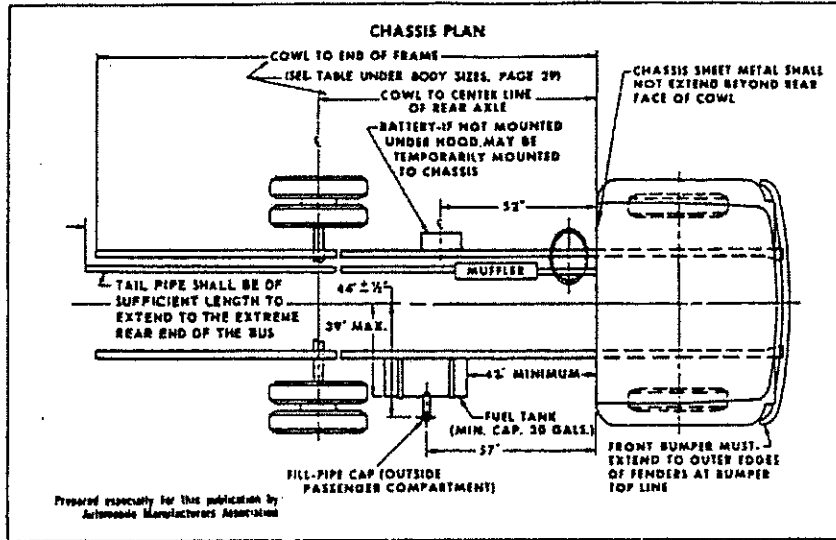 CHASSIS PLAN
COWL TO END OF FRAME
(SEE TABLE UNDER BODY SIZES, PAGE 29)
COWL TO CENTER LINE
OF REAR AXLE
CHASSIS SHEET METAL SHALL
NOT EXTEND BEYOND REAR
FACE OF COWL
BATTERY-IF NOT MOUNTED
UNDER HOOD, MAY BE
TEMPORARILY MOUNTED
TO CHASSIS
52"
MUFFLER
TAIL PIPE SHALL BE OF
SUFFICIENT LENGTH TO
EXTEND TO THE EXTREME
REAR END OF THE BUS
44" ± ½"
39" MAX.
42" MINIMUM
FUEL TANK
(MIN. CAP. 30 GALS.)
57"
FILL-PIPE CAP (OUTSIDE
PASSENGER COMPARTMENT)
FRONT BUMPER MUST
EXTEND TO OUTER EDGES
OF FENDERS AT BUMPER
TOP LINE
Prepared especially for this publication by
Automobile Manufacturers Association